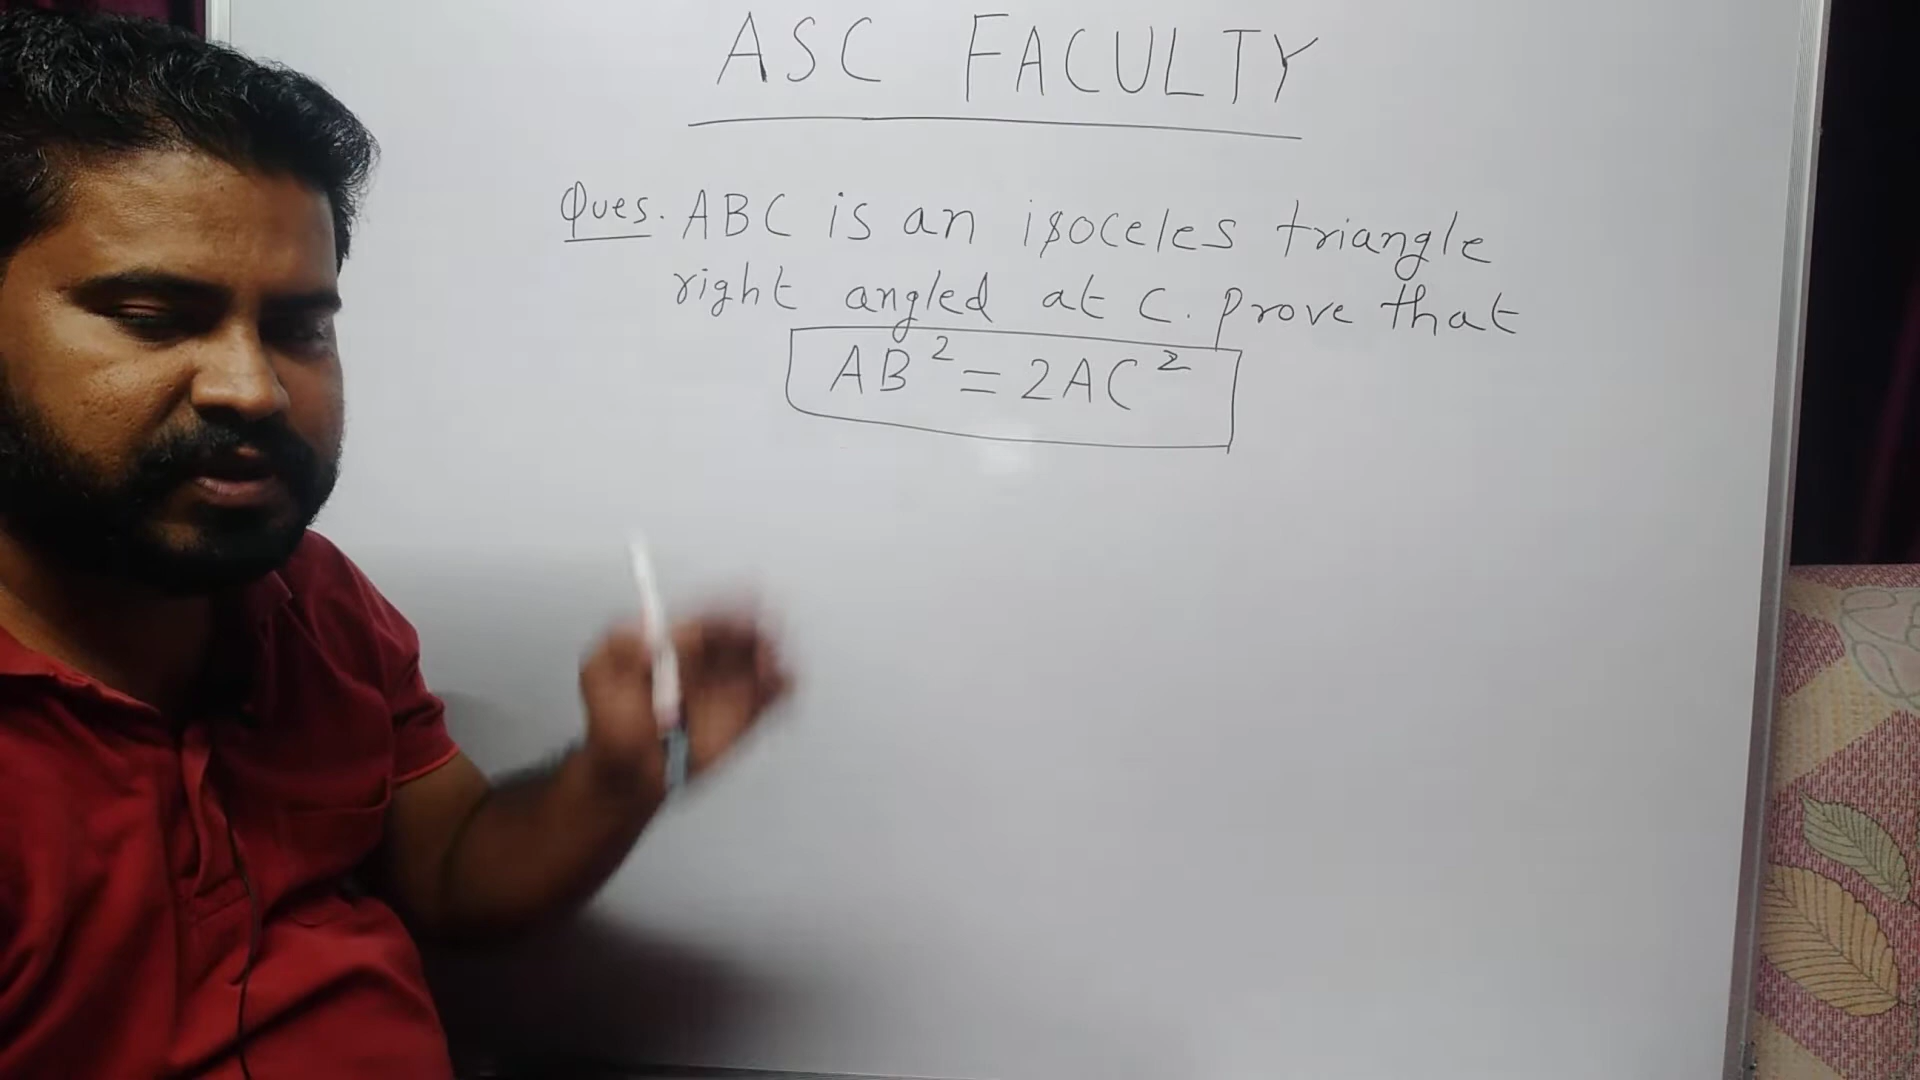 ASC FACULTY
Ques. ABC is an isoceles triangle
right angled at C. prove that
AB² = 2AC²